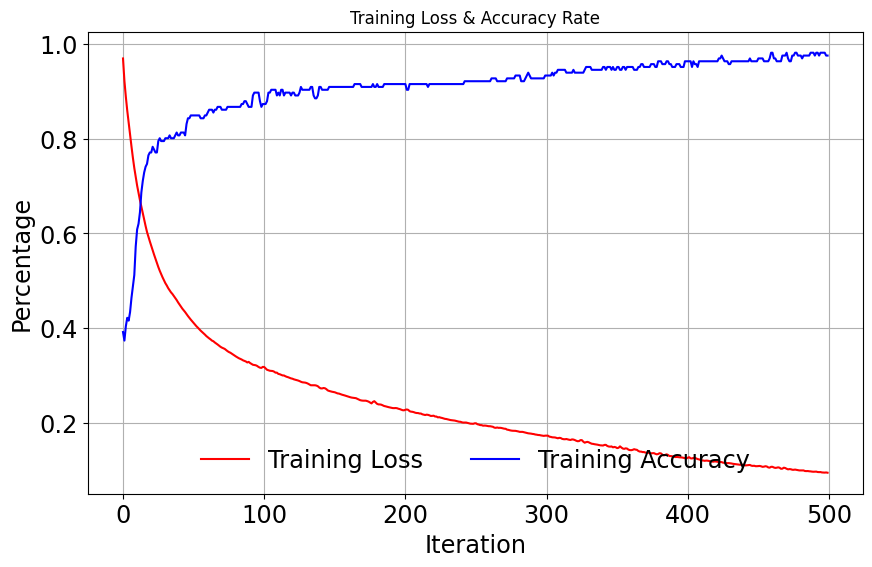 Training Loss & Accuracy Rate
1.0
0.8
0.6
0.4
0.2
Percentage
Training Loss Training Accuracy
0 100 200 300 400 500
Iteration